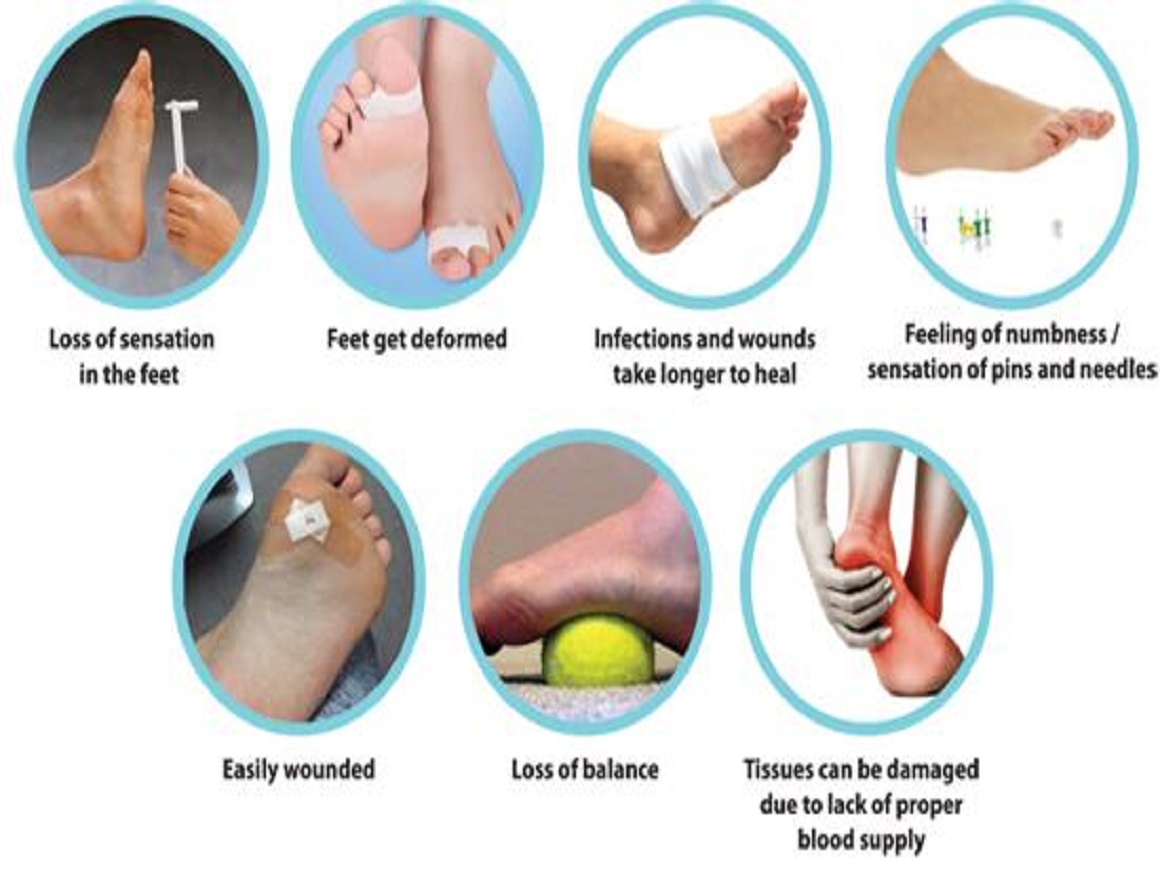 Loss of sensation
in the feet
Feet get deformed
Infections and wounds
take longer to heal
Feeling of numbness /
sensation of pins and needles
Easily wounded
Loss of balance
Tissues can be damaged
due to lack of proper
blood supply